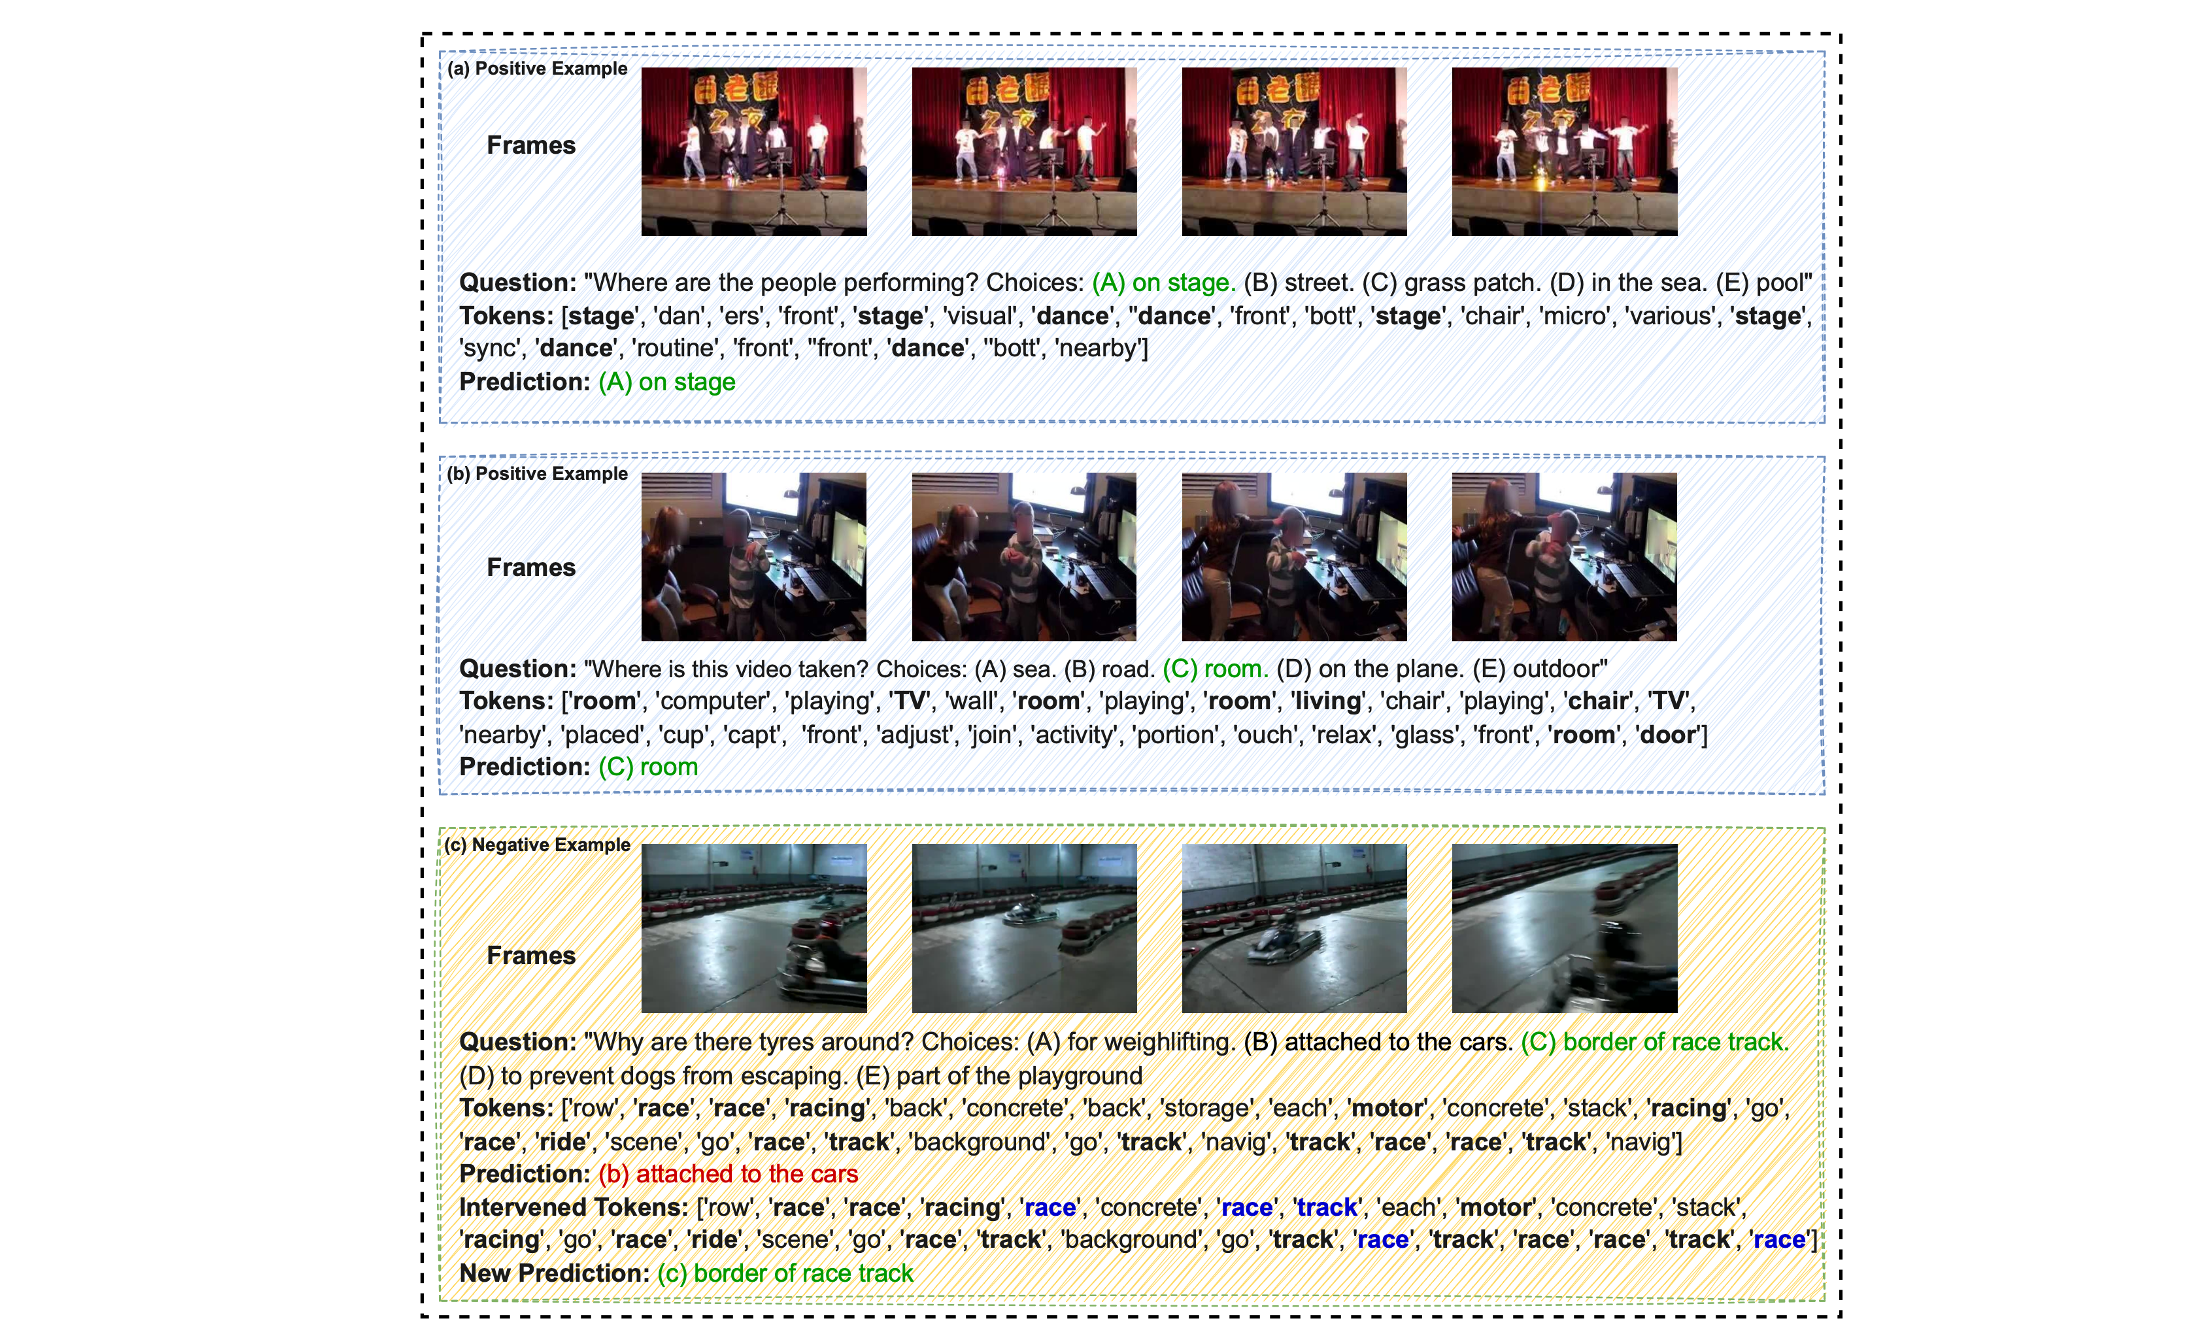 (a) Positive Example
Frames
Question: "Where are the people performing? Choices: (A) on stage. (B) street. (C) grass patch. (D) in the sea. (E) pool"
Tokens: [stage', 'dan', 'ers', 'front', 'stage', 'visual', 'dance', "dance', 'front', 'bott', 'stage', 'chair', 'micro', 'various', 'stage',
'sync', 'dance', 'routine', 'front', "front', 'dance', "bott', 'nearby']
Prediction: (A) on stage
(b) Positive Example
Frames
Question: "Where is this video taken? Choices: (A) sea. (B) road. (C) room. (D) on the plane. (E) outdoor"
Tokens: ['room', 'computer', 'playing', 'TV', 'wall', 'room', 'playing', 'room', 'living', 'chair', 'playing', 'chair', 'TV',
'nearby', 'placed', 'cup', 'capt', 'front', 'adjust', 'join', 'activity', 'portion', 'ouch', 'relax', 'glass', 'front', 'room', 'door']
Prediction: (C) room
(c) Negative Example
Frames
Question: "Why are there tyres around? Choices: (A) for weighlifting. (B) attached to the cars. (C) border of race track.
(D) to prevent dogs from escaping. (E) part of the playground
Tokens: ['row', 'race', 'race', 'racing', 'back', 'concrete', 'back', 'storage', 'each', 'motor', 'concrete', 'stack', 'racing', 'go',
'race', 'ride', 'scene', 'go', 'race', 'track', 'background', 'go', 'track', 'navig', 'track', 'race', 'race', 'track', 'navig']
Prediction: (b) attached to the cars
Intervened Tokens: ['row', 'race', 'race', 'racing', 'race', 'concrete', 'race', 'track', 'each', 'motor', 'concrete', 'stack',
'racing', 'go', 'race', 'ride', 'scene', 'go', 'race', 'track', 'background', 'go', 'track', 'race', 'track', 'race', 'race', 'track', 'race']
New Prediction: (c) border of race track